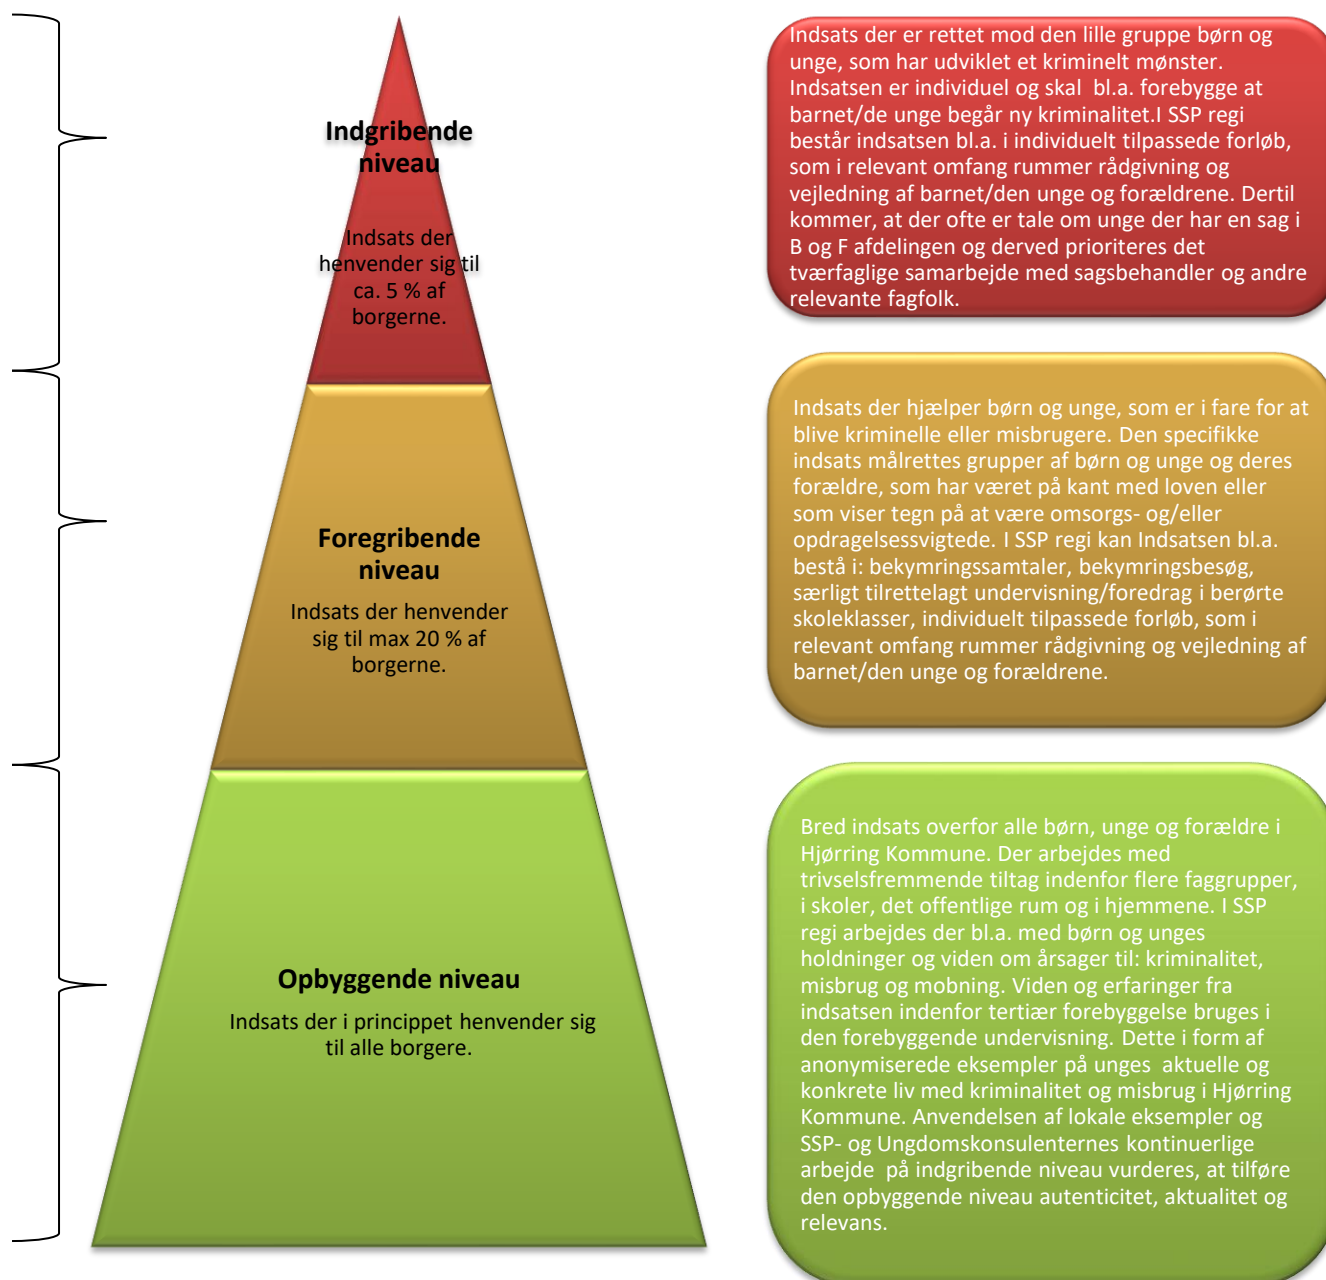 Indgribende
niveau
Indsats der
henvender sig til
ca. 5 % af
borgerne.
Indsats der er rettet mod den lille gruppe børn og
unge, som har udviklet et kriminelt mønster.
Indsatsen er individuel og skal  bl.a. forebygge at
barnet/de unge begår ny kriminalitet.I SSP regi
består indsatsen bl.a. i individuelt tilpassede forløb,
som i relevant omfang rummer rådgivning og
vejledning af barnet/den unge og forældrene. Dertil
kommer, at der ofte er tale om unge der har en sag i
B og F afdelingen og derved prioriteres det
tværfaglige samarbejde med sagsbehandler og andre
relevante fagfolk.
Foregribende
niveau
Indsats der henvender
sig til max 20 % af
borgerne.
Indsats der hjælper børn og unge, som er i fare for at
blive kriminelle eller misbrugere. Den specifikke
indsats målrettes grupper af børn og unge og deres
forældre, som har været på kant med loven eller
som viser tegn på at være omsorgs- og/eller
opdragelsessvigtede. I SSP regi kan Indsatsen bl.a.
bestå i: bekymringssamtaler, bekymringsbesøg,
særligt tilrettelagt undervisning/foredrag i berørte
skoleklasser, individuelt tilpassede forløb, som i
relevant omfang rummer rådgivning og vejledning af
barnet/den unge og forældrene.
Opbyggende niveau
Indsats der i princippet henvender sig
til alle borgere.
Bred indsats overfor alle børn, unge og forældre i
Hjørring Kommune. Der arbejdes med
trivselsfremmende tiltag indenfor flere faggrupper,
i skoler, det offentlige rum og i hjemmene. I SSP
regi arbejdes der bl.a. med børn og unges
holdninger og viden om årsager til: kriminalitet,
misbrug og mobning. Viden og erfaringer fra
indsatsen indenfor tertiær forebyggelse bruges i
den forebyggende undervisning. Dette i form af
anonymiserede eksempler på unges  aktuelle og
konkrete liv med kriminalitet og misbrug i Hjørring
Kommune. Anvendelsen af lokale eksempler og
SSP- og Ungdomskonsulenternes kontinuerlige
arbejde  på indgribende niveau vurderes, at tilføre
den opbyggende niveau autenticitet, aktualitet og
relevans.